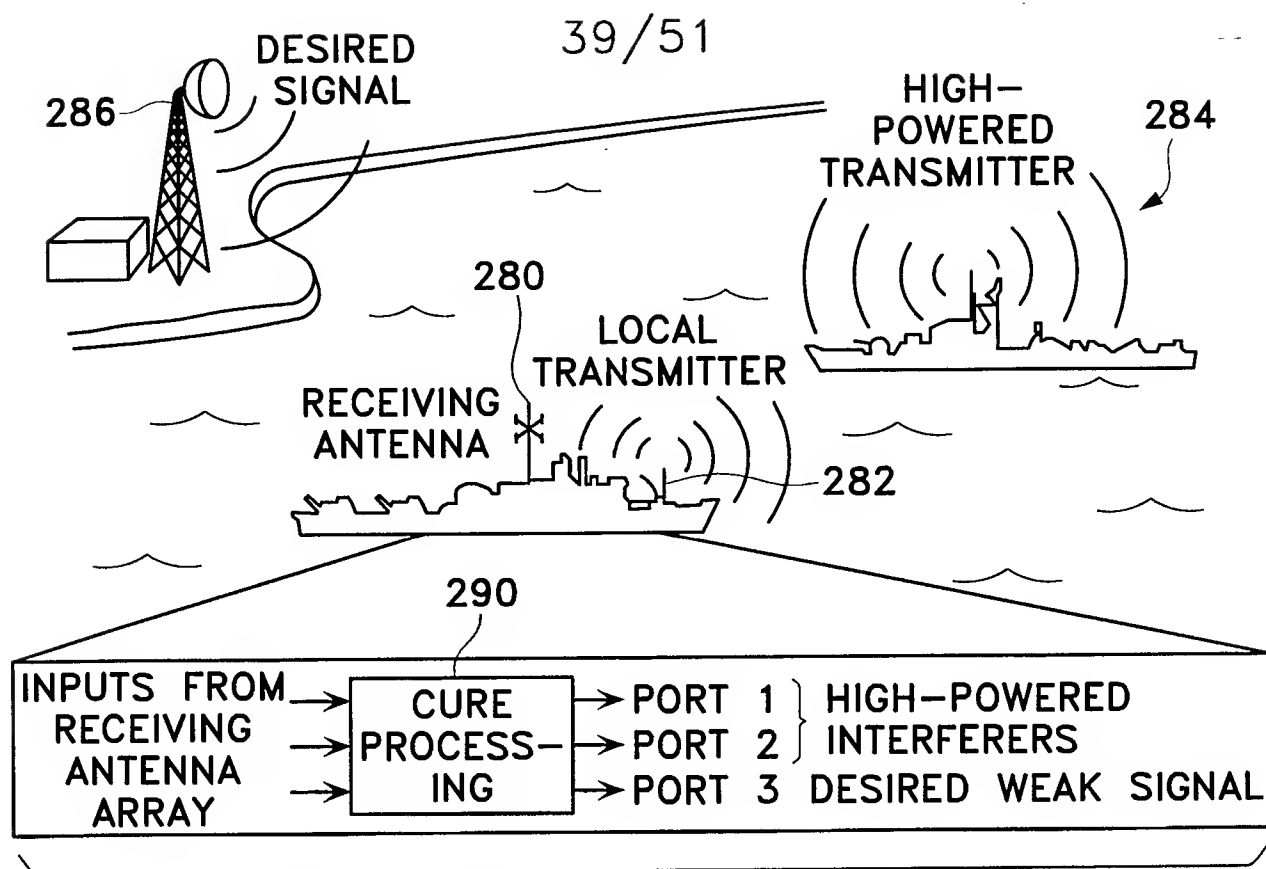 39/51
DESIRED
SIGNAL
286
HIGH-
POWERED
TRANSMITTER
284
280
LOCAL
TRANSMITTER
RECEIVING
ANTENNA
282
290
INPUTS FROM
RECEIVING
ANTENNA
ARRAY
CURE
PROCESS-
ING
PORT 1
PORT 2
HIGH-POWERED
INTERFERERS
PORT 3 DESIRED WEAK SIGNAL